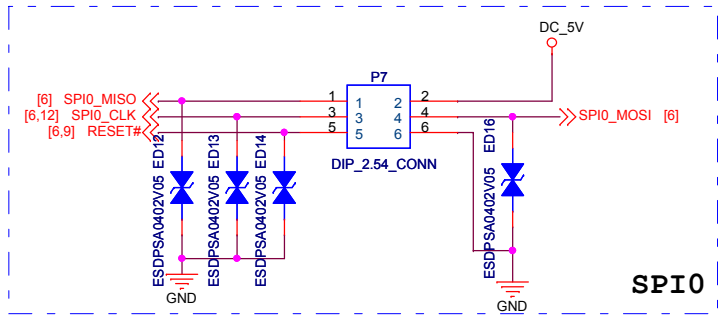 DC_5V
P7
[6] SPI0_MISO 1 1 2 2
[6,12] SPI0_CLK 3 3 4 4 SPI0_MOSI [6]
[6,9] RESET# 5 5 6 6
DIP_2.54_CONN
ESDPSA0402V05 ED12
ESDPSA0402V05 ED13
ESDPSA0402V05 ED14
ESDPSA0402V05 ED16
GND
GND
SPI0